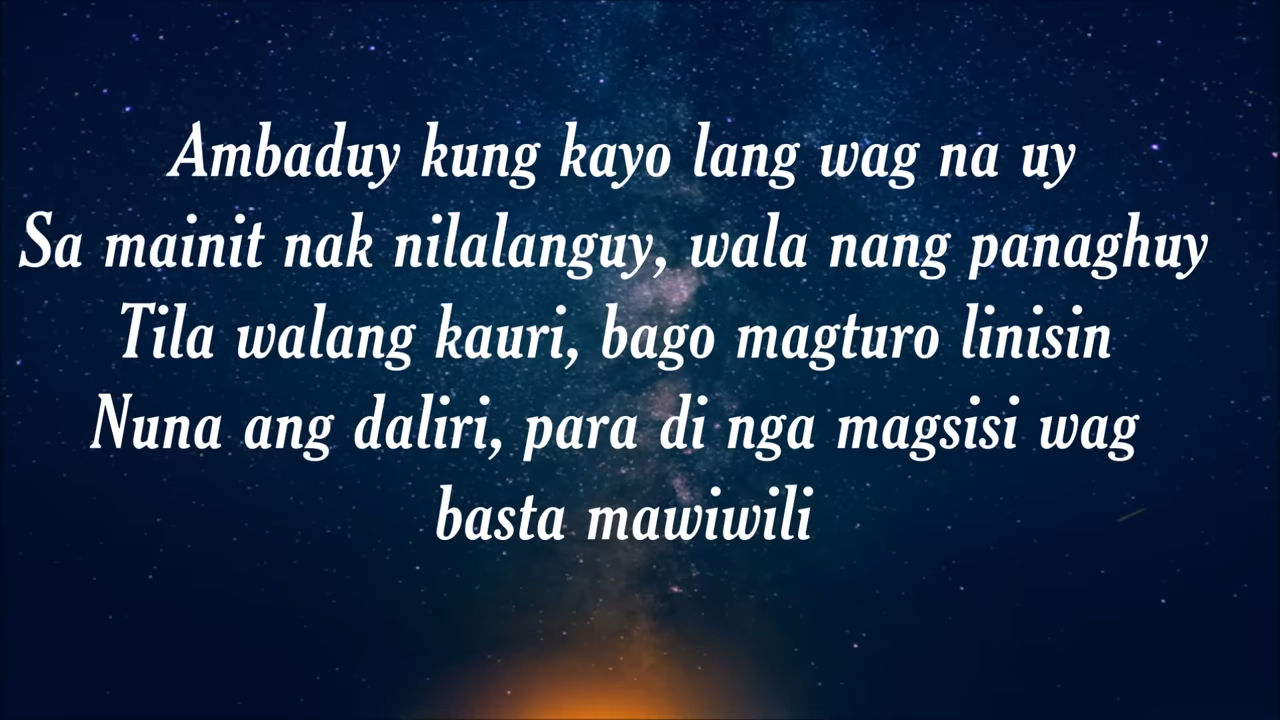 Ambaduy kung kayo lang wag na uy
Sa mainit nak nilalanguy, wala nang panaghuy
Tila walang kauri, bago magturo linisin
Nuna ang daliri, para di nga magsisi wag
basta mawiwili